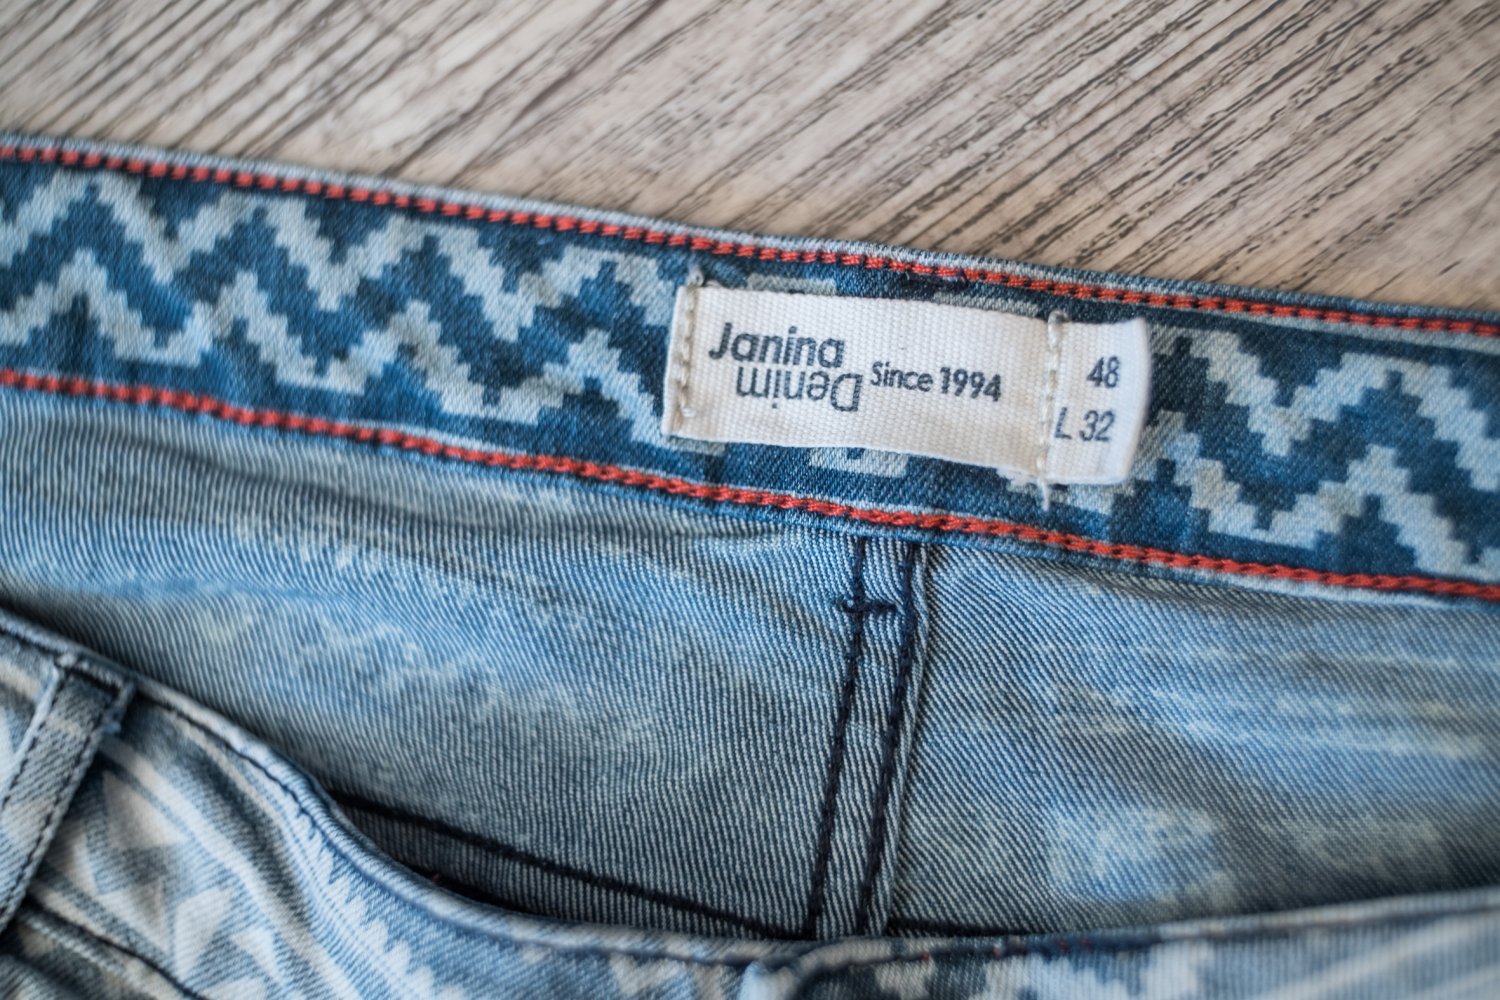 Janina
Denim
Since 1994
48
L 32